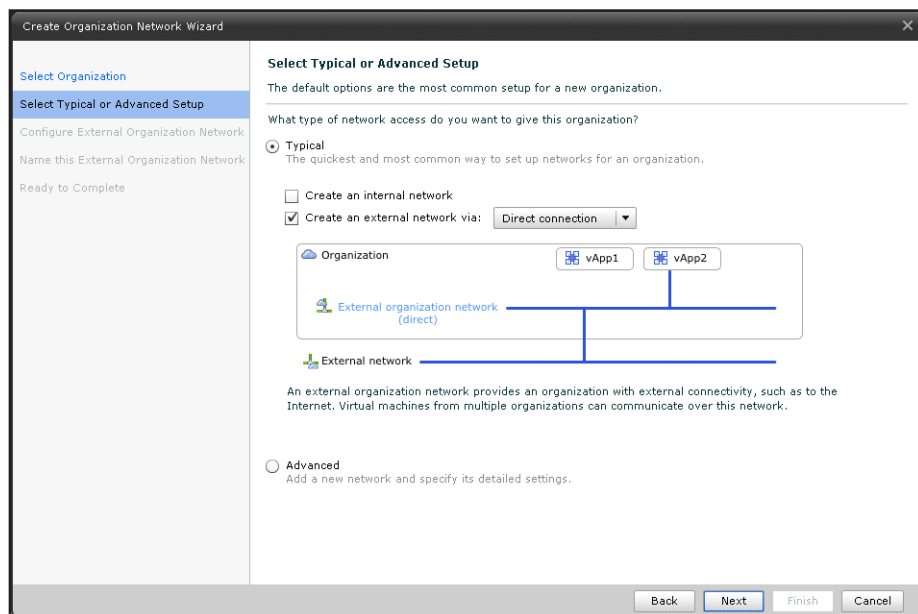 Create Organization Network Wizard
Select Organization
Select Typical or Advanced Setup
Configure External Organization Network
Name this External Organization Network
Ready to Complete
Select Typical or Advanced Setup
The default options are the most common setup for a new organization.
What type of network access do you want to give this organization?
Typical
The quickest and most common way to set up networks for an organization.
Create an internal network
Create an external network via: Direct connection
Organization
vApp1
vApp2
External organization network
(direct)
External network
An external organization network provides an organization with external connectivity, such as to the
Internet. Virtual machines from multiple organizations can communicate over this network.
Advanced
Add a new network and specify its detailed settings.
Back
Next
Finish
Cancel